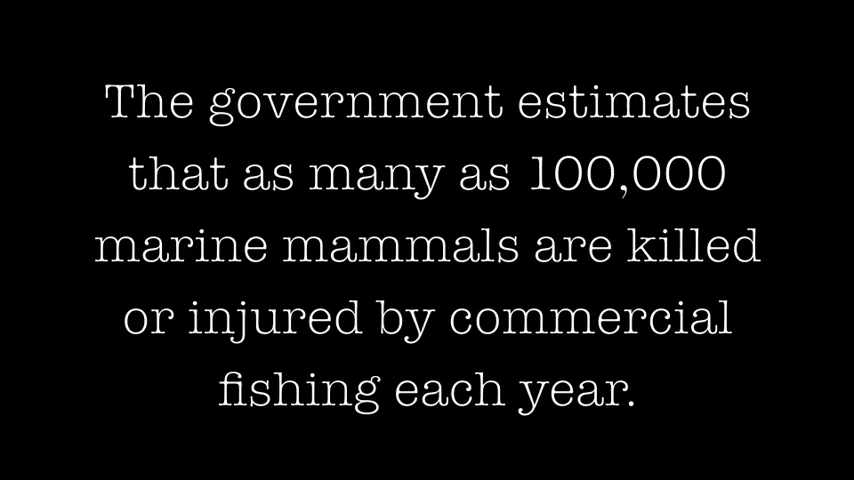 The government estimates
that as many as 100,000
marine mammals are killed
or injured by commercial
fishing each year.